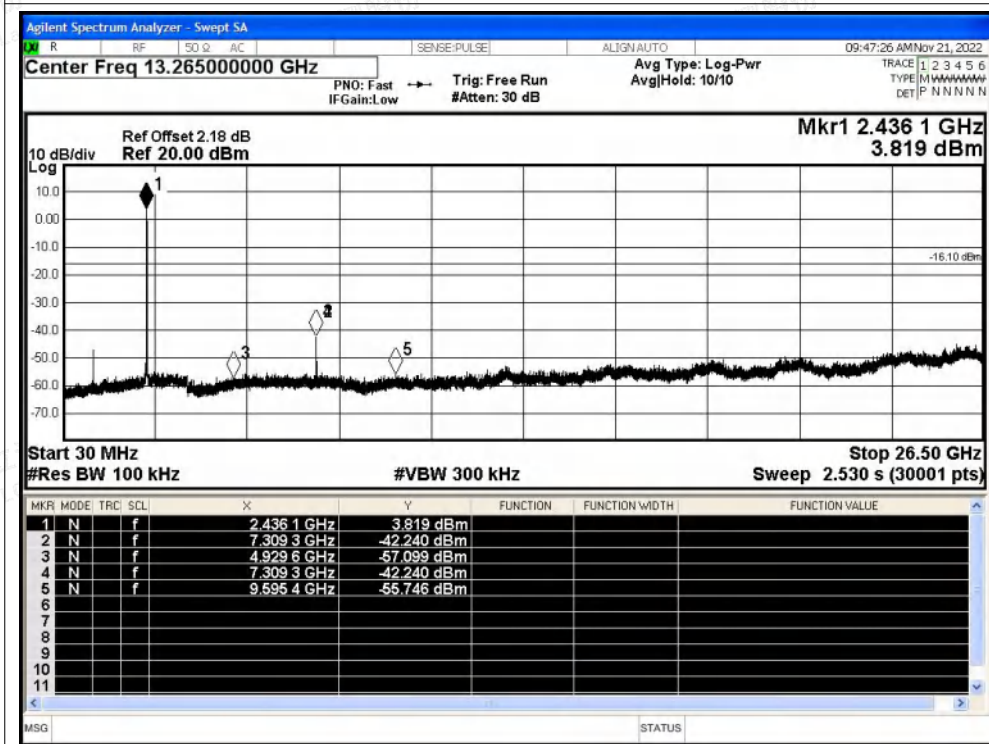 Agilent Spectrum Analyzer - Swept SA
LXI R RF 50 Ω AC SENSE:PULSE ALIGN AUTO 09:47:26 AM Nov 21, 2022
Center Freq 13.265000000 GHz
PNO: Fast
IFGain:Low
Trig: Free Run
#Atten: 30 dB
Avg Type: Log-Pwr
Avg|Hold: 10/10
TRACE 1 2 3 4 5 6
TYPE M WWWWW
DET P N N N N N
Mkr1 2.436 1 GHz
3.819 dBm
Ref Offset 2.18 dB
10 dB/div Ref 20.00 dBm
Log
10.0
0.00
-10.0
-20.0
-30.0
-40.0
-50.0
-60.0
-70.0
1
3
5
-16.10 dBm
Start 30 MHz Stop 26.50 GHz
#Res BW 100 kHz #VBW 300 kHz Sweep 2.530 s (30001 pts)
MKR MODE TRC SCL X Y FUNCTION FUNCTION WIDTH FUNCTION VALUE
1 N f 2.436 1 GHz 3.819 dBm
2 N f 7.309 3 GHz -42.240 dBm
3 N f 4.929 6 GHz -57.099 dBm
4 N f 7.309 3 GHz -42.240 dBm
5 N f 9.595 4 GHz -55.746 dBm
6
7
8
9
10
11
MSG STATUS